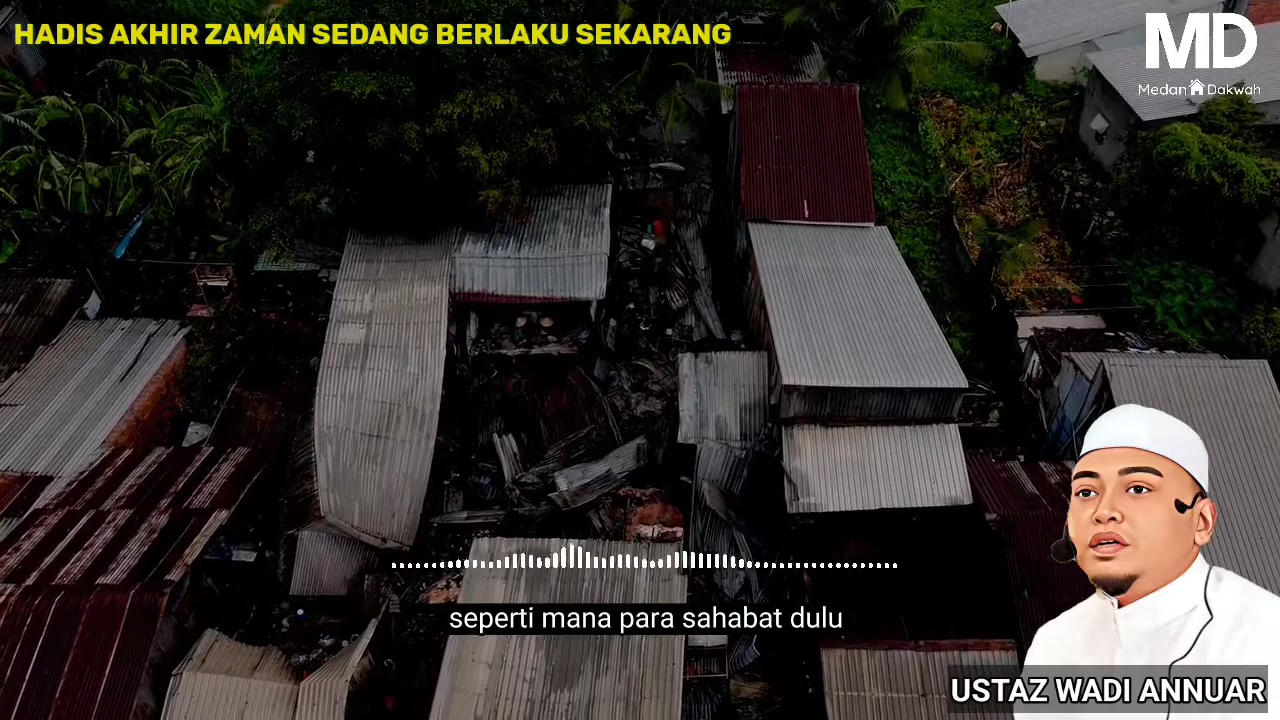 HADIS AKHIR ZAMAN SEDANG BERLAKU SEKARANG
MD
Medan Dakwah
seperti mana para sahabat dulu
USTAZ WADI ANNUAR